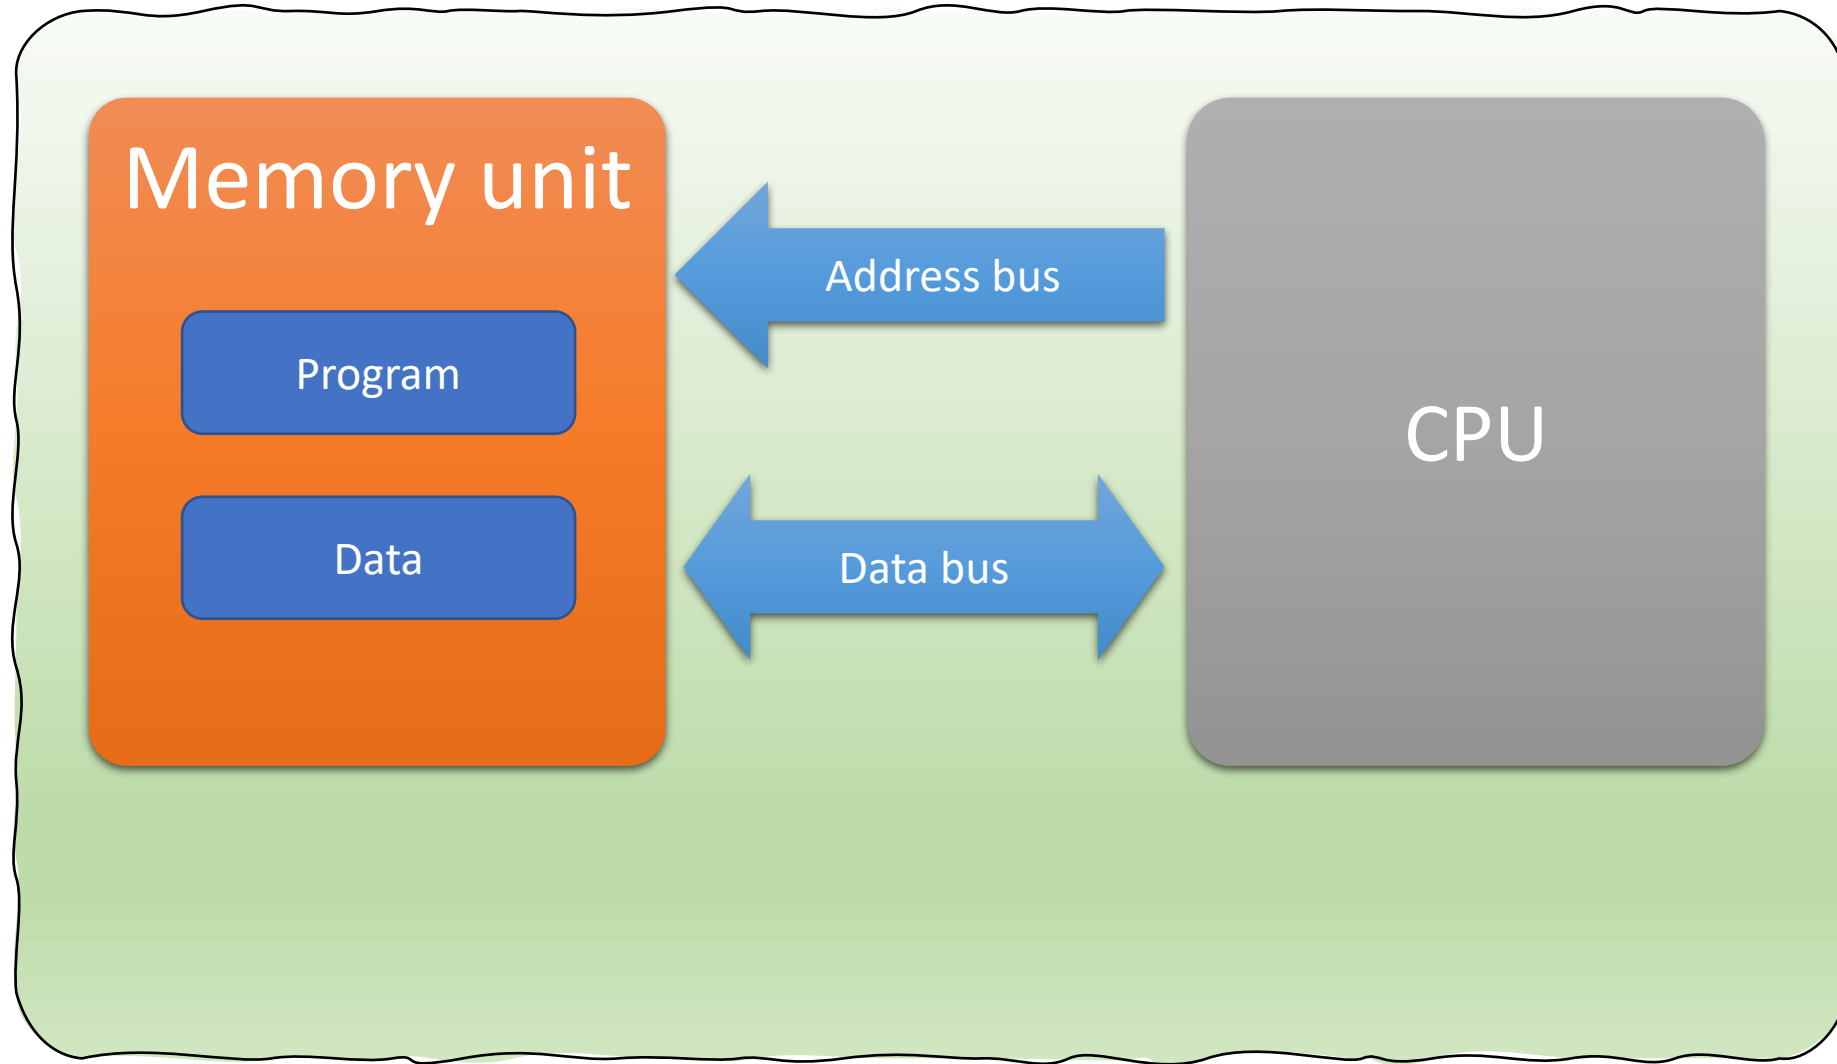 Memory unit
Program
Data
Address bus
Data bus
CPU